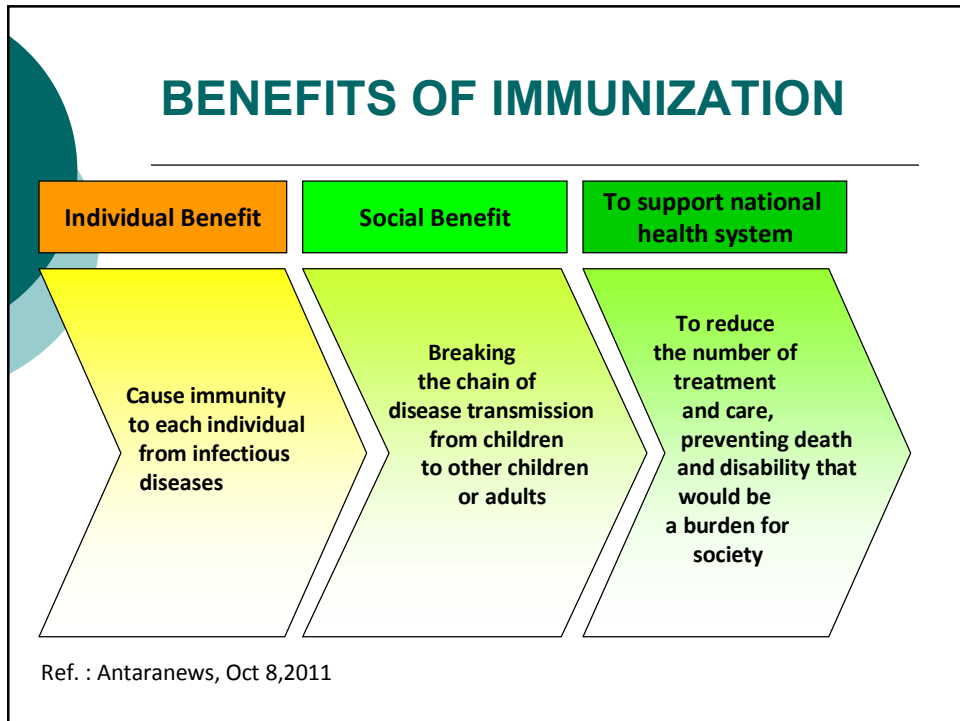 BENEFITS OF IMMUNIZATION
Individual Benefit
Cause immunity
to each individual
from infectious
diseases
Social Benefit
Breaking
the chain of
disease transmission
from children
to other children
or adults
To support national
health system
To reduce
the number of
treatment
and care,
preventing death
and disability that
would be
a burden for
society
Ref. : Antaranews, Oct 8,2011